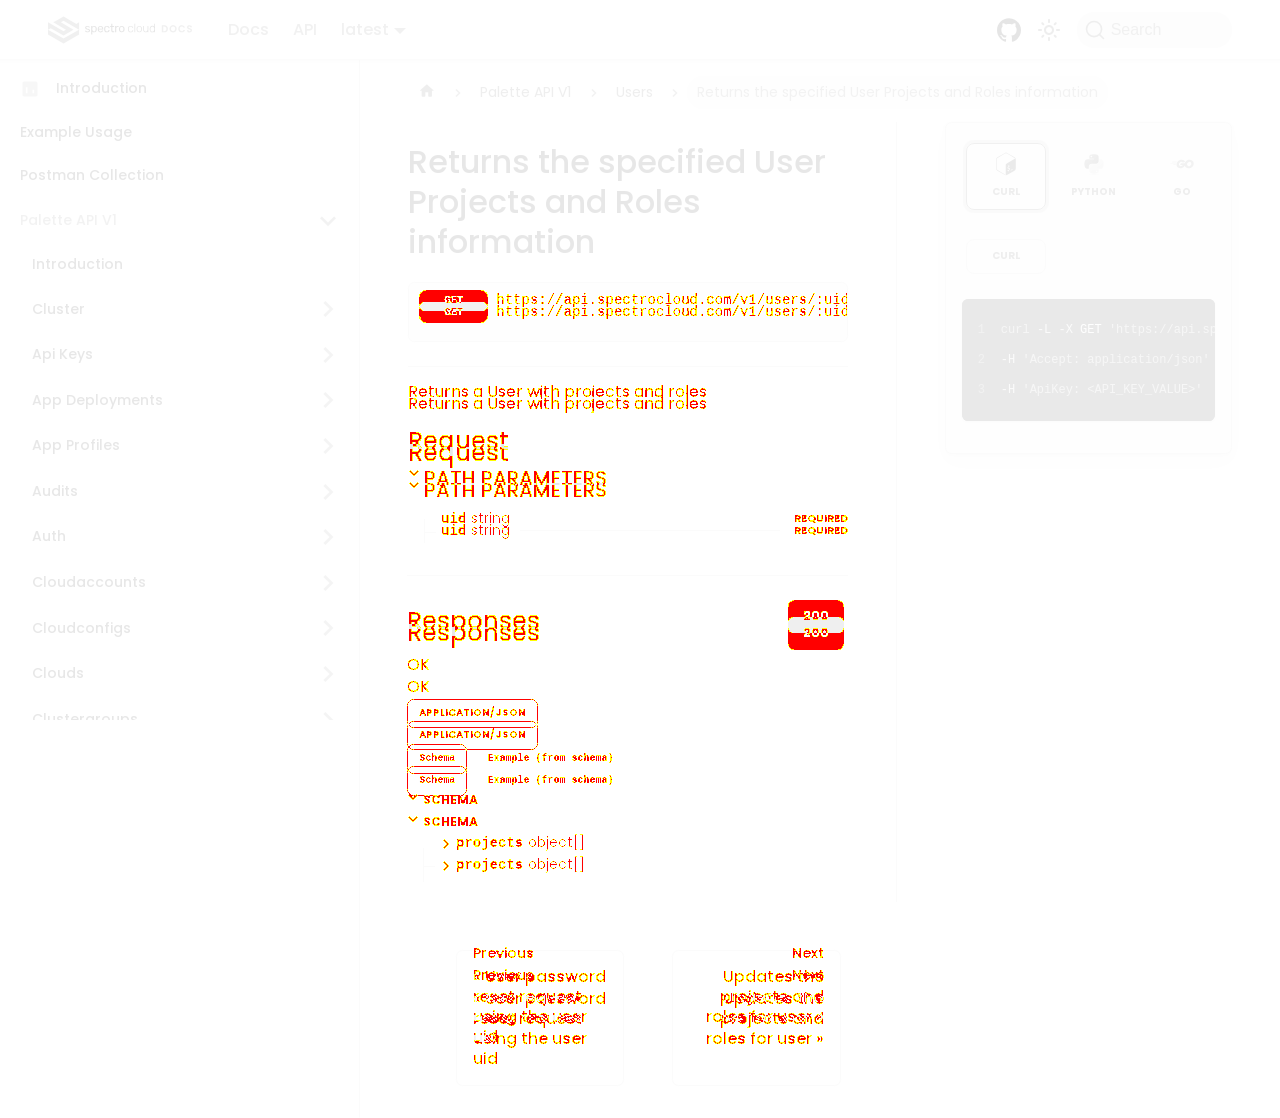 spectro cloud DOCS
Docs
API
latest
Search
Introduction
Example Usage
Postman Collection
Palette API V1
Introduction
Cluster
Api Keys
App Deployments
App Profiles
Audits
Auth
Cloudaccounts
Cloudconfigs
Clouds
Clustergroups
Palette API V1
Users
Returns the specified User Projects and Roles information
Returns the specified User
Projects and Roles
information
GET https://api.spectrocloud.com/v1/users/:uid
GET https://api.spectrocloud.com/v1/users/:uid
Returns a User with projects and roles
Returns a User with projects and roles
Request
Request
PATH PARAMETERS
PATH PARAMETERS
uid string REQUIRED
uid string REQUIRED
Responses 200
Responses 200
OK
OK
APPLICATION/JSON
APPLICATION/JSON
Schema Example (from schema)
Schema Example (from schema)
SCHEMA
SCHEMA
projects object[]
projects object[]
Previous
Previous
password
password
using the user
uid
Next
Next
Updates the
projects and
roles for user »
CURL
PYTHON
GO
CURL
1 curl -L -X GET 'https://api.sp
2 -H 'Accept: application/json'
3 -H 'ApiKey: <API_KEY_VALUE>'